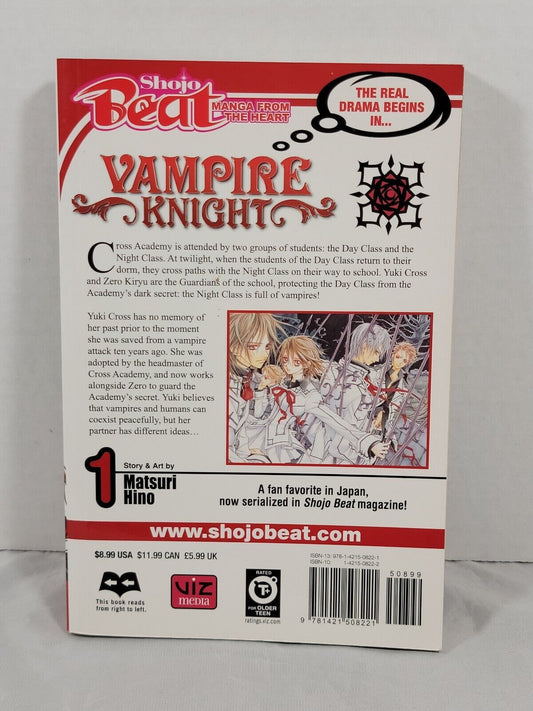 Shojo
Beat
MANGA FROM
THE HEART
THE REAL
DRAMA BEGINS
IN...
VAMPIRE
KNIGHT
Cross Academy is attended by two groups of students: the Day Class and the
Night Class. At twilight, when the students of the Day Class return to their
dorm, they cross paths with the Night Class on their way to school. Yuki Cross
and Zero Kiryu are the Guardians of the school, protecting the Day Class from the
Academy's dark secret: the Night Class is full of vampires!
Yuki Cross has no memory of
her past prior to the moment
she was saved from a vampire
attack ten years ago. She was
adopted by the headmaster of
Cross Academy, and now works
alongside Zero to guard the
Academy's secret. Yuki believes
that vampires and humans can
coexist peacefully, but her
partner has different ideas…
1
Story & Art by
Matsuri
Hino
A fan favorite in Japan,
now serialized in Shojo Beat magazine!
www.shojobeat.com
$8.99 USA $11.99 CAN £5.99 UK
This book reads
from right to left.
VIZ
MEDIA
RATED
T+
FOR OLDER
TEEN
ratings.viz.com
ISBN-13: 978-1-4215-0822-1
ISBN-10: 1-4215-0822-2
50899
9 781421 508221